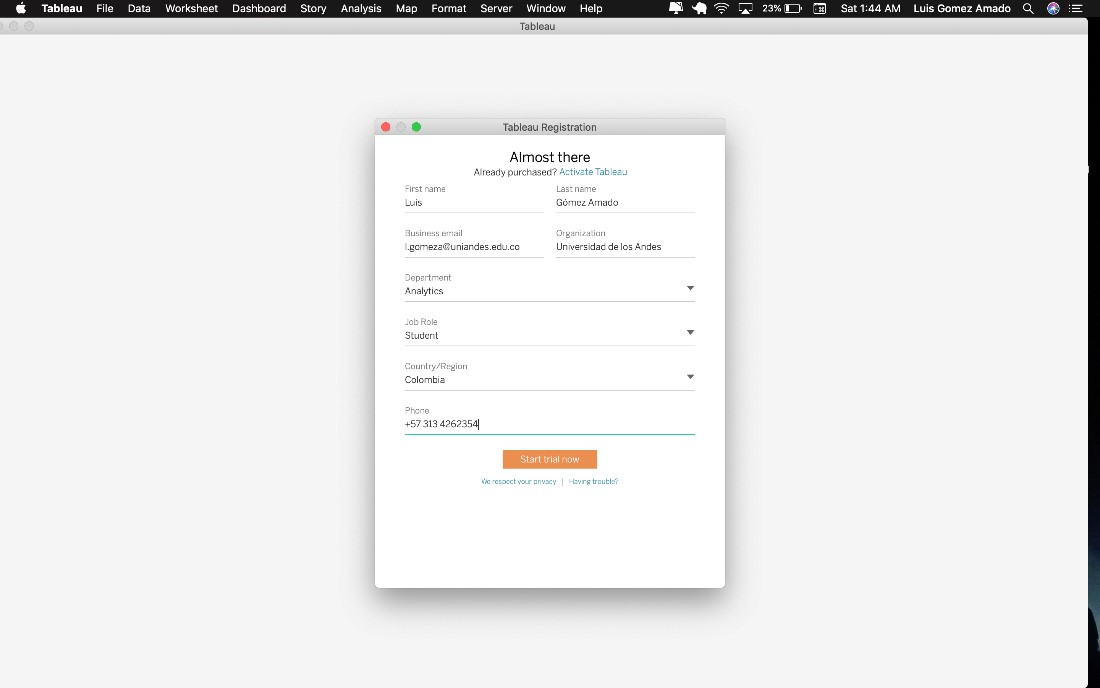 Tableau File Data Worksheet Dashboard Story Analysis Map Format Server Window Help 23% Sat 1:44 AM Luis Gomez Amado
Tableau
Tableau Registration
Almost there
Already purchased? Activate Tableau
First name Last name
Luis Gómez Amado
Business email Organization
l.gomeza@uniandes.edu.co Universidad de los Andes
Department
Analytics
Job Role
Student
Country/Region
Colombia
Phone
+57 313 4262354
Start trial now
We respect your privacy | Having trouble?